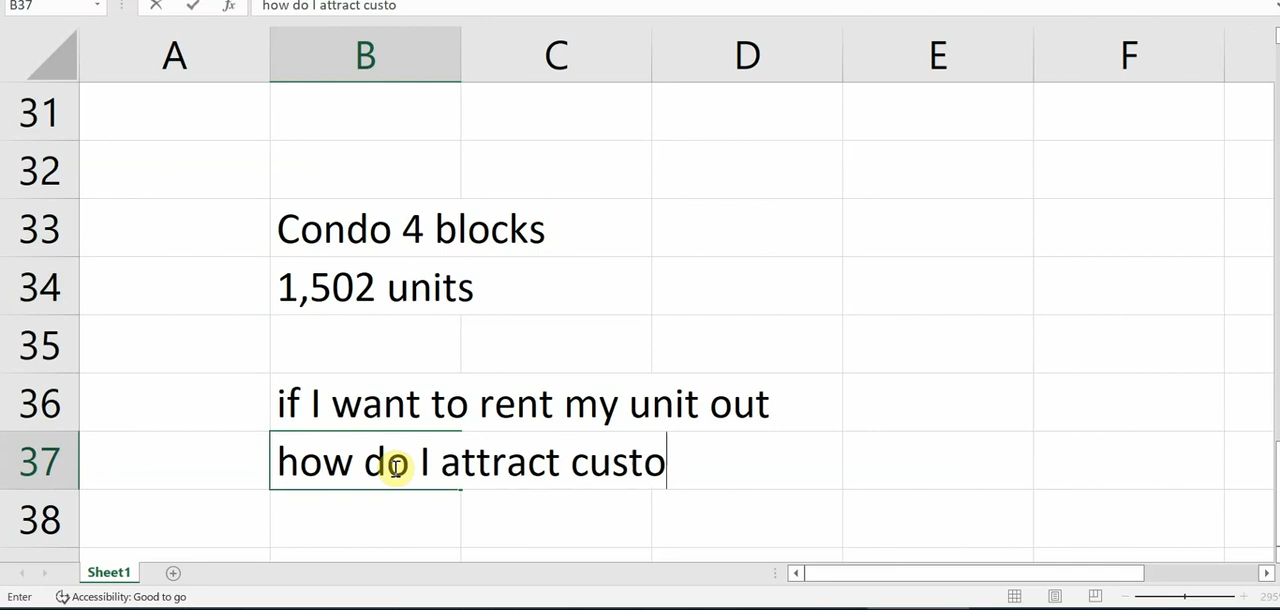 B37 fx how do I attract custo
A B C D E F
31
32
33 Condo 4 blocks
34 1,502 units
35
36 if I want to rent my unit out
37 how do I attract custo
38
Sheet1
Enter Accessibility: Good to go